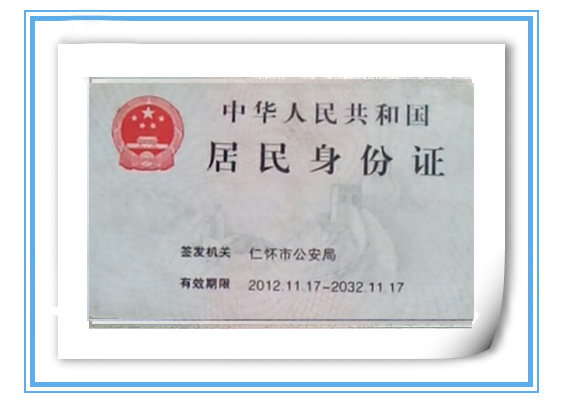 中华人民共和国
居民身份证
签发机关 仁怀市公安局
有效期限 2012.11.17-2032.11.17